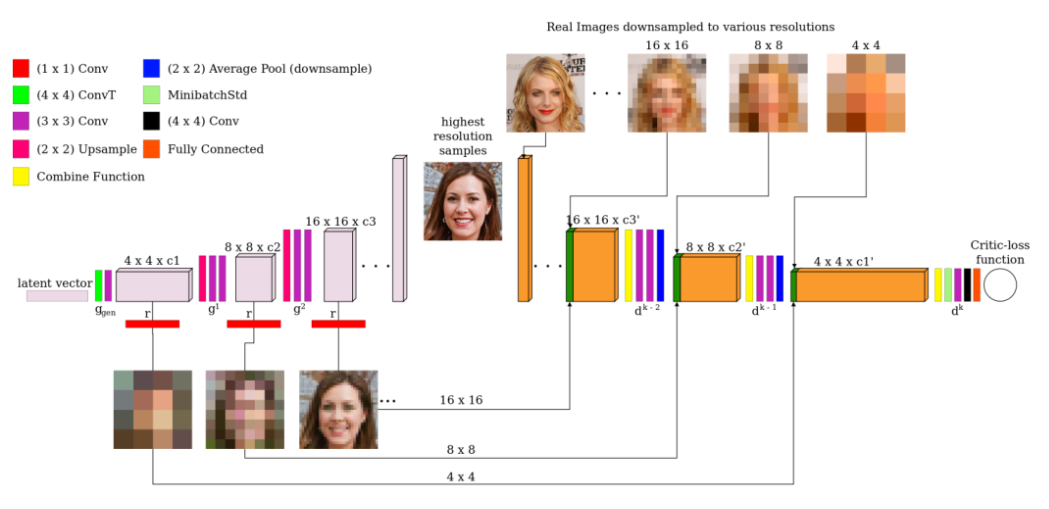 Real Images downsampled to various resolutions
16 x 16
8 x 8
4 x 4
(1 x 1) Conv
(2 x 2) Average Pool (downsample)
(4 x 4) ConvT
MinibatchStd
(3 x 3) Conv
(4 x 4) Conv
(2 x 2) Upsample
Fully Connected
Combine Function
highest
resolution
samples
. . .
16 x 16 x c3
8 x 8 x c2
4 x 4 x c1
16 x 16 x c3'
8 x 8 x c2'
4 x 4 x c1'
Critic-loss
function
latent vector
. . .
. . .
g_gen
r
g^1
r
g^2
r
d^k - 2
d^k - 1
d^k
...
16 x 16
8 x 8
4 x 4